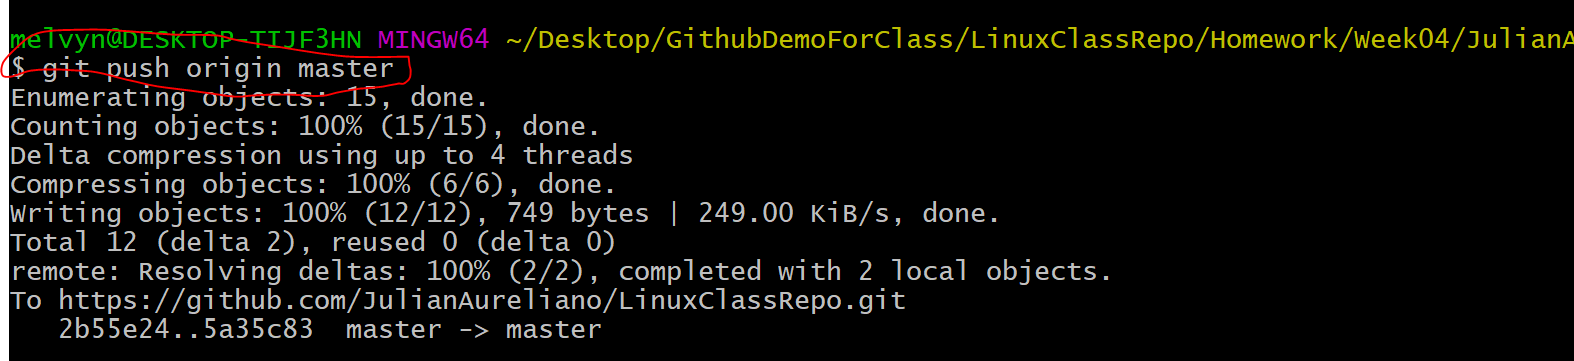 melvyn@DESKTOP-TIJF3HN MINGW64 ~/Desktop/GithubDemoForClass/LinuxClassRepo/Homework/Week04/JulianA
$ git push origin master
Enumerating objects: 15, done.
Counting objects: 100% (15/15), done.
Delta compression using up to 4 threads
Compressing objects: 100% (6/6), done.
Writing objects: 100% (12/12), 749 bytes | 249.00 KiB/s, done.
Total 12 (delta 2), reused 0 (delta 0)
remote: Resolving deltas: 100% (2/2), completed with 2 local objects.
To https://github.com/JulianAureliano/LinuxClassRepo.git
   2b55e24..5a35c83  master -> master